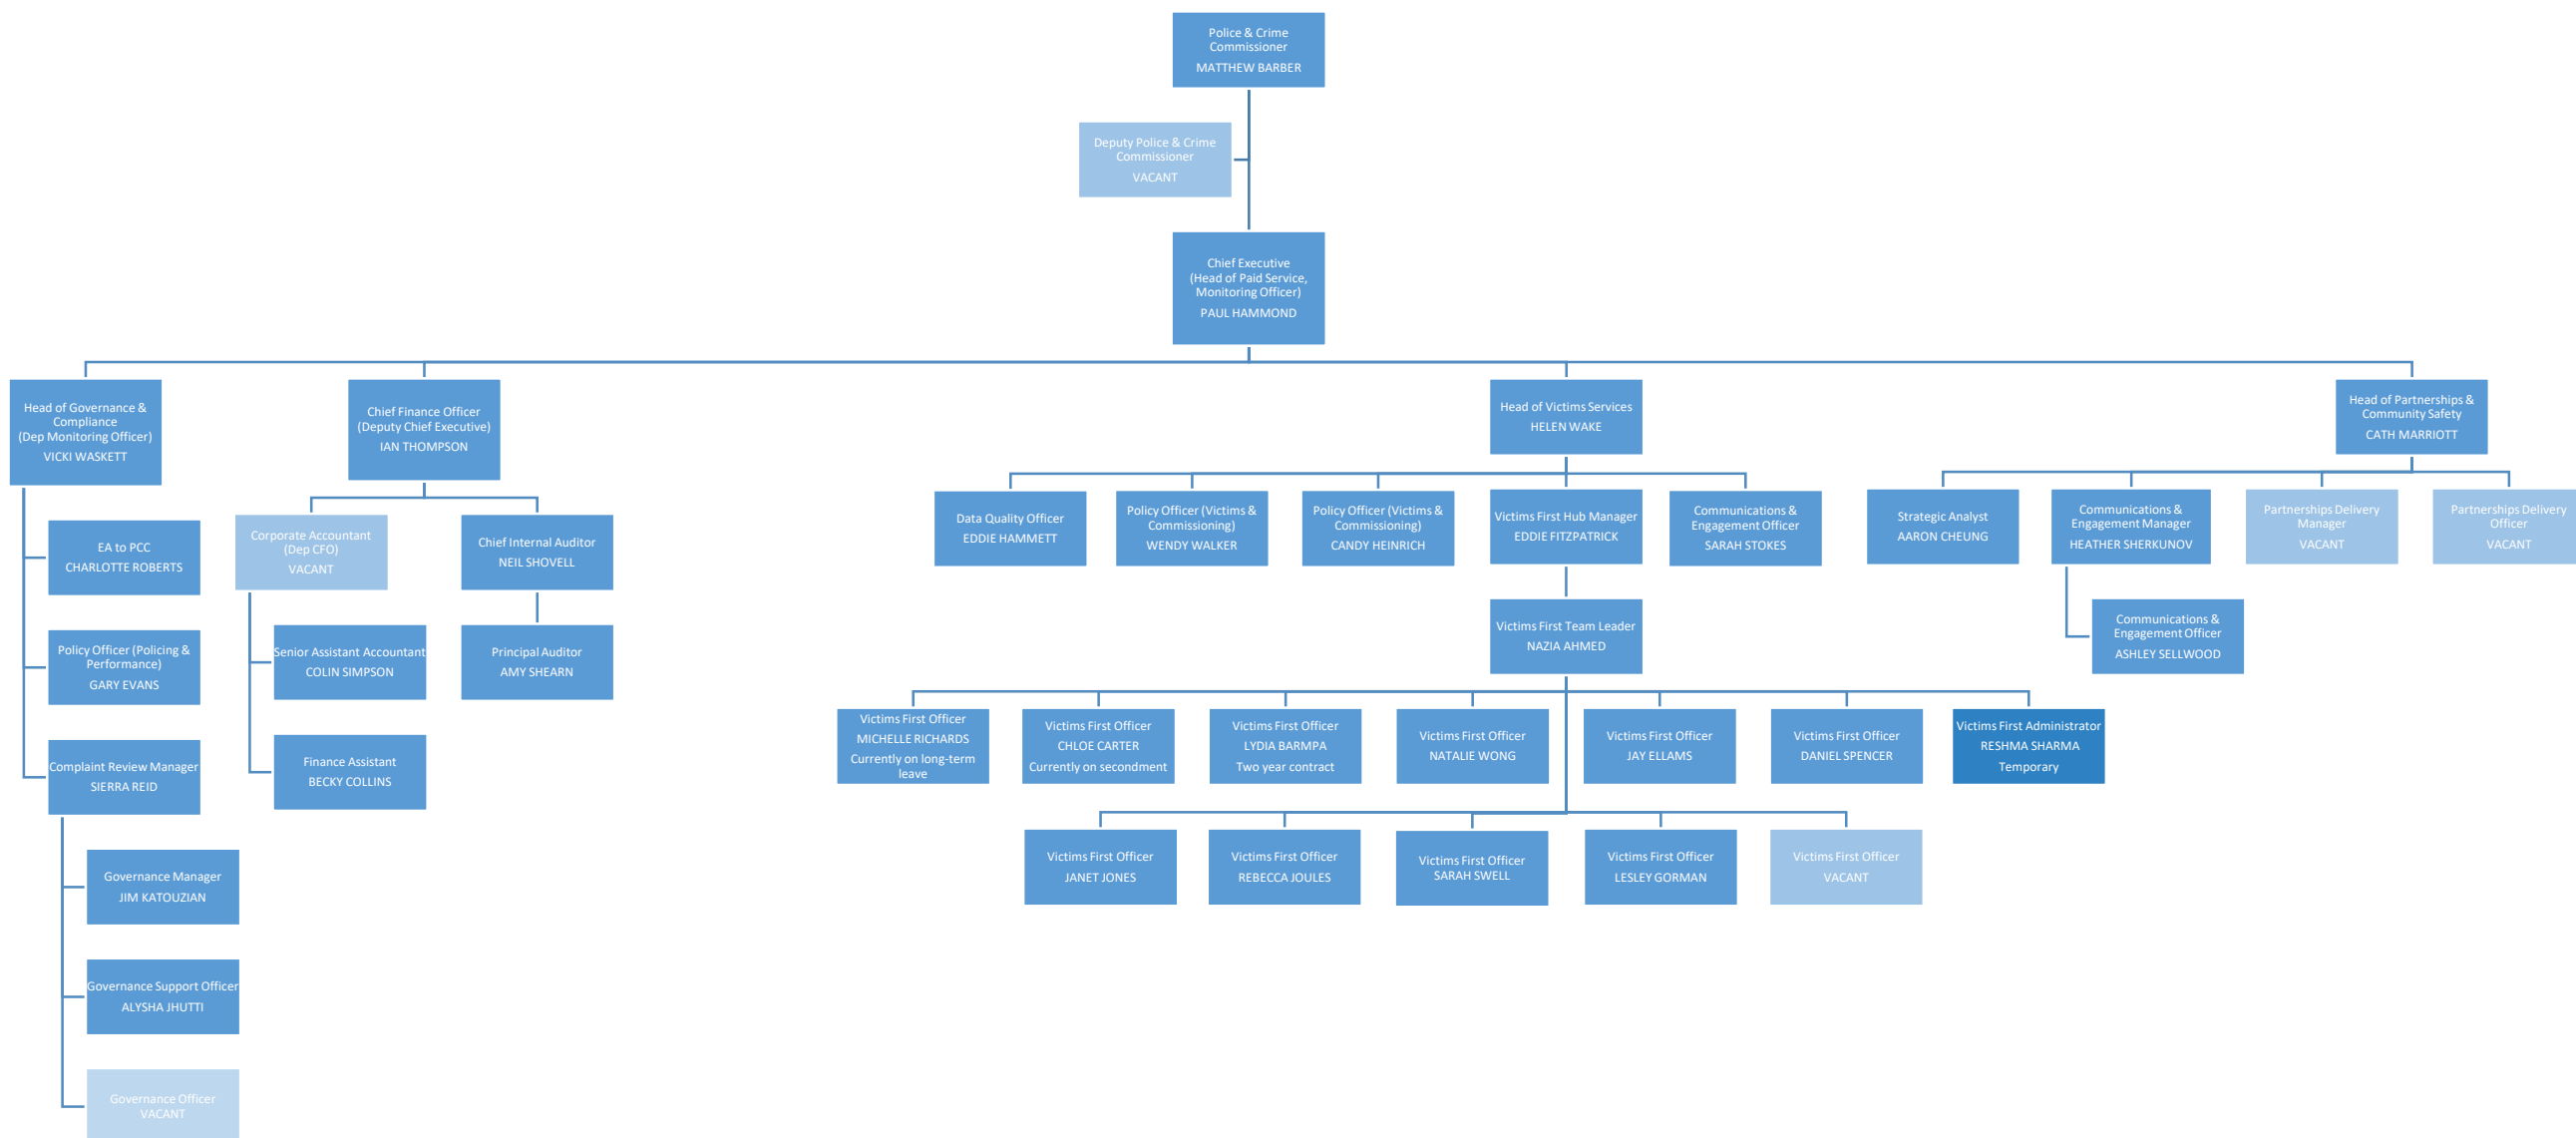 Police & Crime
Commissioner
MATTHEW BARBER
Deputy Police & Crime
Commissioner
VACANT
Chief Executive
(Head of Paid Service,
Monitoring Officer)
PAUL HAMMOND
Head of Governance &
Compliance
(Dep Monitoring Officer)
VICKI WASKETT
Chief Finance Officer
(Deputy Chief Executive)
IAN THOMPSON
Head of Victims Services
HELEN WAKE
Head of Partnerships &
Community Safety
CATH MARRIOTT
EA to PCC
CHARLOTTE ROBERTS
Policy Officer (Policing &
Performance)
GARY EVANS
Complaint Review Manager
SIERRA REID
Governance Manager
JIM KATOUZIAN
Governance Support Officer
ALYSHA JHUTTI
Governance Officer
VACANT
Corporate Accountant
(Dep CFO)
VACANT
Senior Assistant Accountant
COLIN SIMPSON
Finance Assistant
BECKY COLLINS
Chief Internal Auditor
NEIL SHOVELL
Principal Auditor
AMY SHEARN
Data Quality Officer
EDDIE HAMMETT
Policy Officer (Victims &
Commissioning)
WENDY WALKER
Policy Officer (Victims &
Commissioning)
CANDY HEINRICH
Victims First Hub Manager
EDDIE FITZPATRICK
Communications &
Engagement Officer
SARAH STOKES
Victims First Team Leader
NAZIA AHMED
Victims First Officer
MICHELLE RICHARDS
Currently on long-term
leave
Victims First Officer
CHLOE CARTER
Currently on secondment
Victims First Officer
LYDIA BARMPA
Two year contract
Victims First Officer
NATALIE WONG
Victims First Officer
JAY ELLAMS
Victims First Officer
DANIEL SPENCER
Victims First Administrator
RESHMA SHARMA
Temporary
Victims First Officer
JANET JONES
Victims First Officer
REBECCA JOULES
Victims First Officer
SARAH SWELL
Victims First Officer
LESLEY GORMAN
Victims First Officer
VACANT
Strategic Analyst
AARON CHEUNG
Communications &
Engagement Manager
HEATHER SHERKUNOV
Partnerships Delivery
Manager
VACANT
Partnerships Delivery
Officer
VACANT
Communications &
Engagement Officer
ASHLEY SELLWOOD